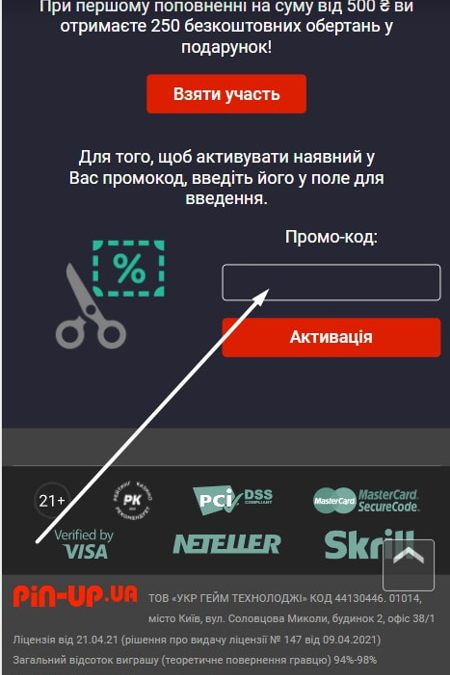 При першому поповненні на суму від 500 ₴ ви
отримаєте 250 безкоштовних обертань у
подарунок!
Взяти участь
Для того, щоб активувати наявний у
Вас промокод, введіть його у поле для
введення.
Промо-код:
%
Активація
21+
РЕЙТИНГ КАЗИНО
РК
РЕКОМЕНДУЕТ
PCI DSS
COMPLIANT
MasterCard
MasterCard.
SecureCode.
Verified by
VISA
NETELLER
Skrill
PiN-UP.UA
ТОВ «УКР ГЕЙМ ТЕХНОЛОДЖІ» КОД 44130446. 01014,
місто Київ, вул. Соловцова Миколи, будинок 2, офіс 38/1
Ліцензія від 21.04.21 (рішення про видачу ліцензії № 147 від 09.04.2021)
Загальний відсоток виграшу (теоретичне повернення гравцю) 94%-98%